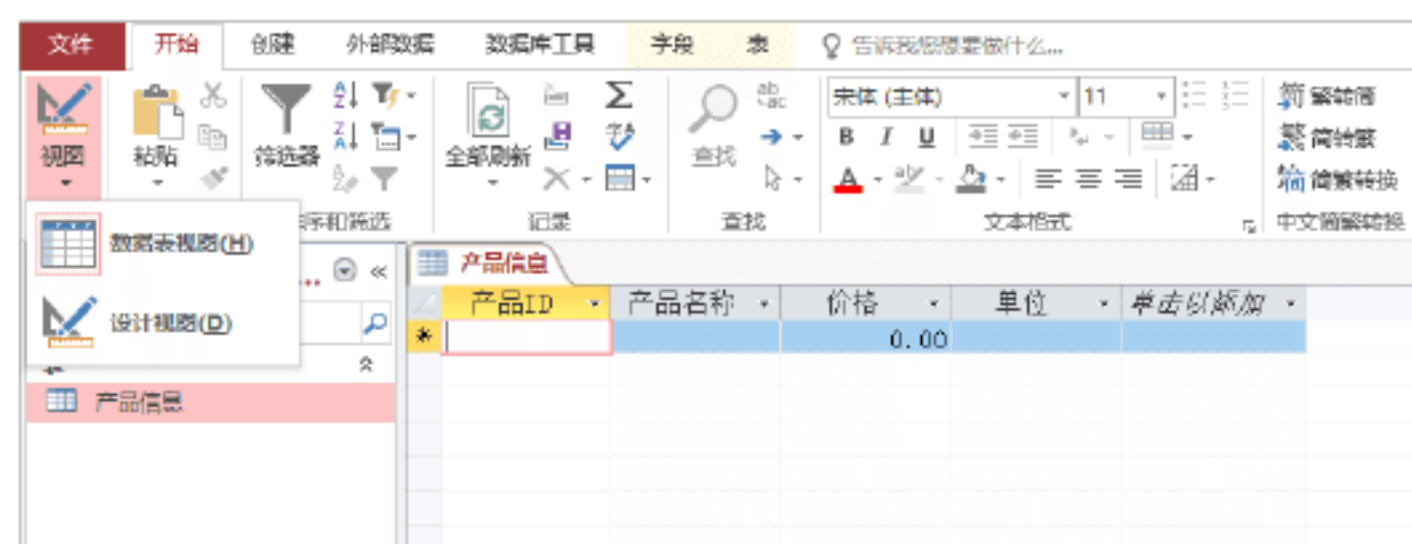 文件 开始 创建 外部数据 数据库工具 字段 表 告诉我您想要做什么...
宋体 (主体) 11 繁转简
视图 粘贴 筛选器 全部刷新 查找 B I U 简转繁
简繁转换
序和筛选 记录 查找 文本格式 中文简繁转换
数据表视图(H)
设计视图(D)
产品信息
产品ID 产品名称 价格 单位 单击以添加
* 0.00
产品信息